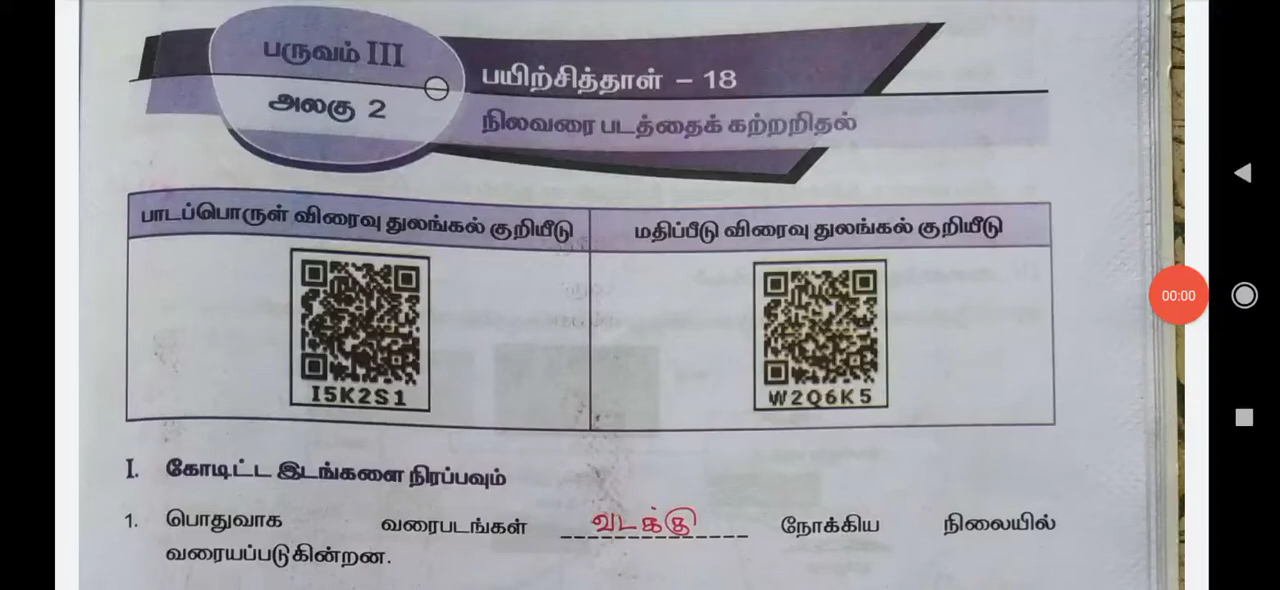 பருவம் III
அலகு 2
பயிற்சித்தாள் – 18
நிலவரை படத்தைக் கற்றறிதல்
பாடப்பொருள் விரைவு துலங்கல் குறியீடு
மதிப்பீடு விரைவு துலங்கல் குறியீடு
I5K2S1
W2Q6K5
00:00
I. கோடிட்ட இடங்களை நிரப்பவும்
1. பொதுவாக வரைபடங்கள் வடக்கு நோக்கிய நிலையில்
வரையப்படுகின்றன.